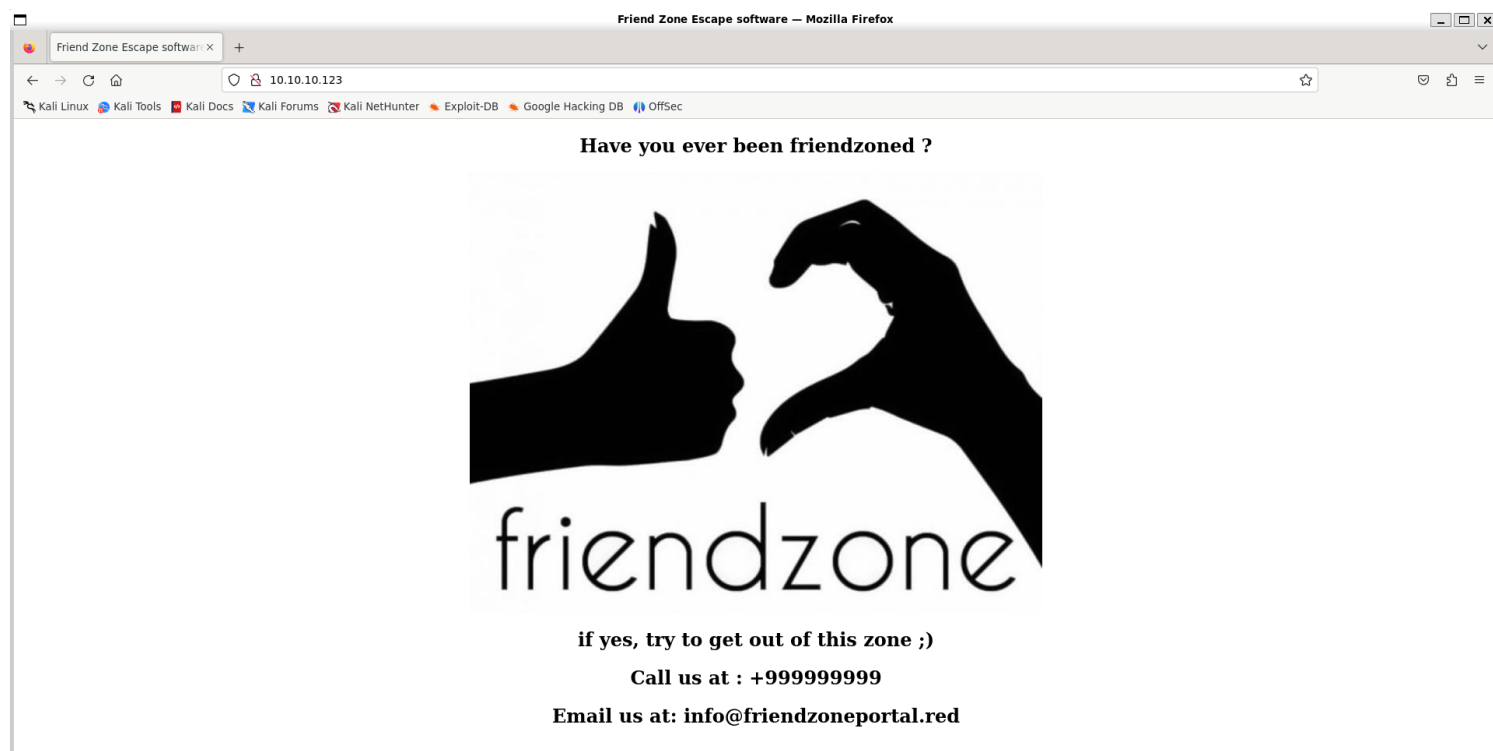 Friend Zone Escape software — Mozilla Firefox
Friend Zone Escape softwar
10.10.10.123
Kali Linux Kali Tools Kali Docs Kali Forums Kali NetHunter Exploit-DB Google Hacking DB OffSec
Have you ever been friendzoned ?
friendzone
if yes, try to get out of this zone ;)
Call us at : +999999999
Email us at: info@friendzoneportal.red